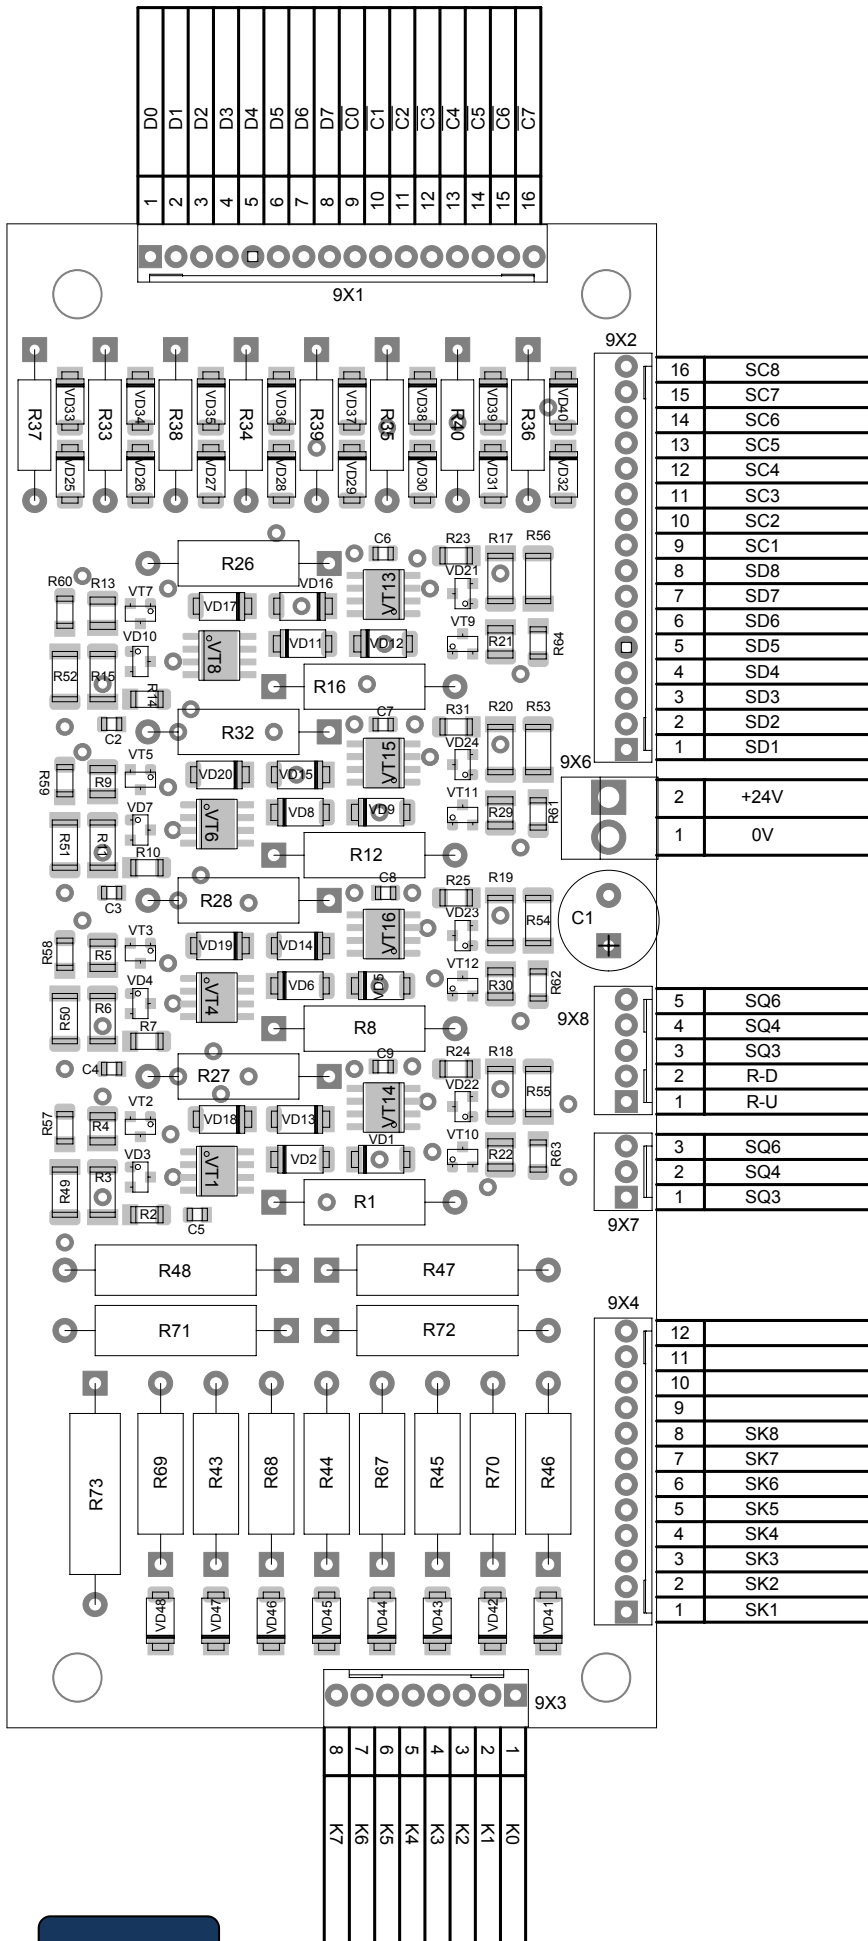 D0 D1 D2 D3 D4 D5 D6 D7 C̅0 C̅1 C̅2 C̅3 C̅4 C̅5 C̅6 C̅7
1 2 3 4 5 6 7 8 9 10 11 12 13 14 15 16
9X1
9X2
16 SC8
15 SC7
14 SC6
13 SC5
12 SC4
11 SC3
10 SC2
9 SC1
8 SD8
7 SD7
6 SD6
5 SD5
4 SD4
3 SD3
2 SD2
1 SD1
VD33 VD34 VD35 VD36 VD37 VD38 VD39 VD40
R37 R33 R38 R34 R39 R35 R40 R36
VD25 VD26 VD27 VD28 VD29 VD30 VD31 VD32
C6 R23 R17 R56
R26
R60 R13 VT7 VD16 VT13 VD21
VD17
VD10 VT8 VD11 VD12 VT9 R21 R64
R52 R15 R14
R16
C2 R32 C7 R31 R20 R53
VT5 VT15 VD24
R59 R9 VD20 VD15
VD7 VT6 VD8 VD9 VT11 R29 R61
R51 R11 R10
R12
9X6
2 +24V
1 0V
C3 R28 C8 R25 R19
C1
VT3 VT16 VD23 R54
R58 R5 VD19 VD14
VD4 VT4 VD6 VD5 VT12 R30 R62
R50 R6 R7
R8
9X8
5 SQ6
4 SQ4
3 SQ3
2 R-D
1 R-U
C4 R27 C9 R24 R18
VT2 VT14 VD22 R55
R57 R4 VD18 VD13
VD3 VT1 VD2 VD1 VT10 R22 R63
R49 R3 R2 C5
R1
3 SQ6
2 SQ4
1 SQ3
9X7
R48 R47
R71 R72
9X4
12
11
10
9
8 SK8
7 SK7
6 SK6
5 SK5
4 SK4
3 SK3
2 SK2
1 SK1
R73 R69 R43 R68 R44 R67 R45 R70 R46
VD48 VD47 VD46 VD45 VD44 VD43 VD42 VD41
9X3
8 7 6 5 4 3 2 1
K7 K6 K5 K4 K3 K2 K1 K0